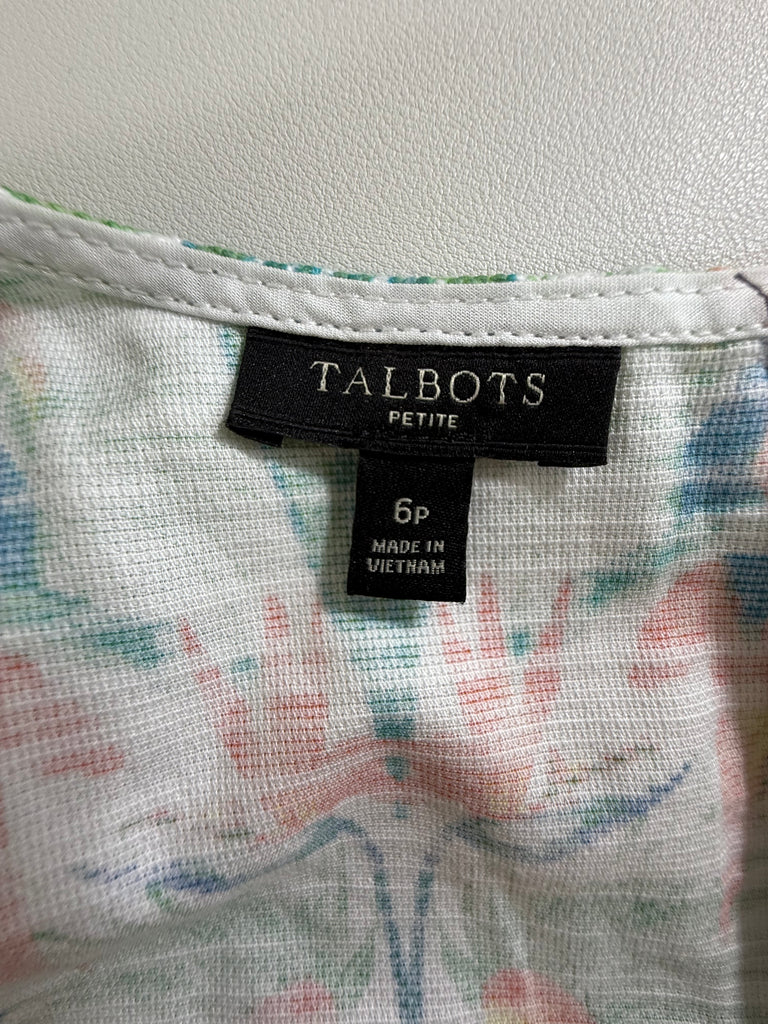 TALBOTS
PETITE
6P
MADE IN
VIETNAM